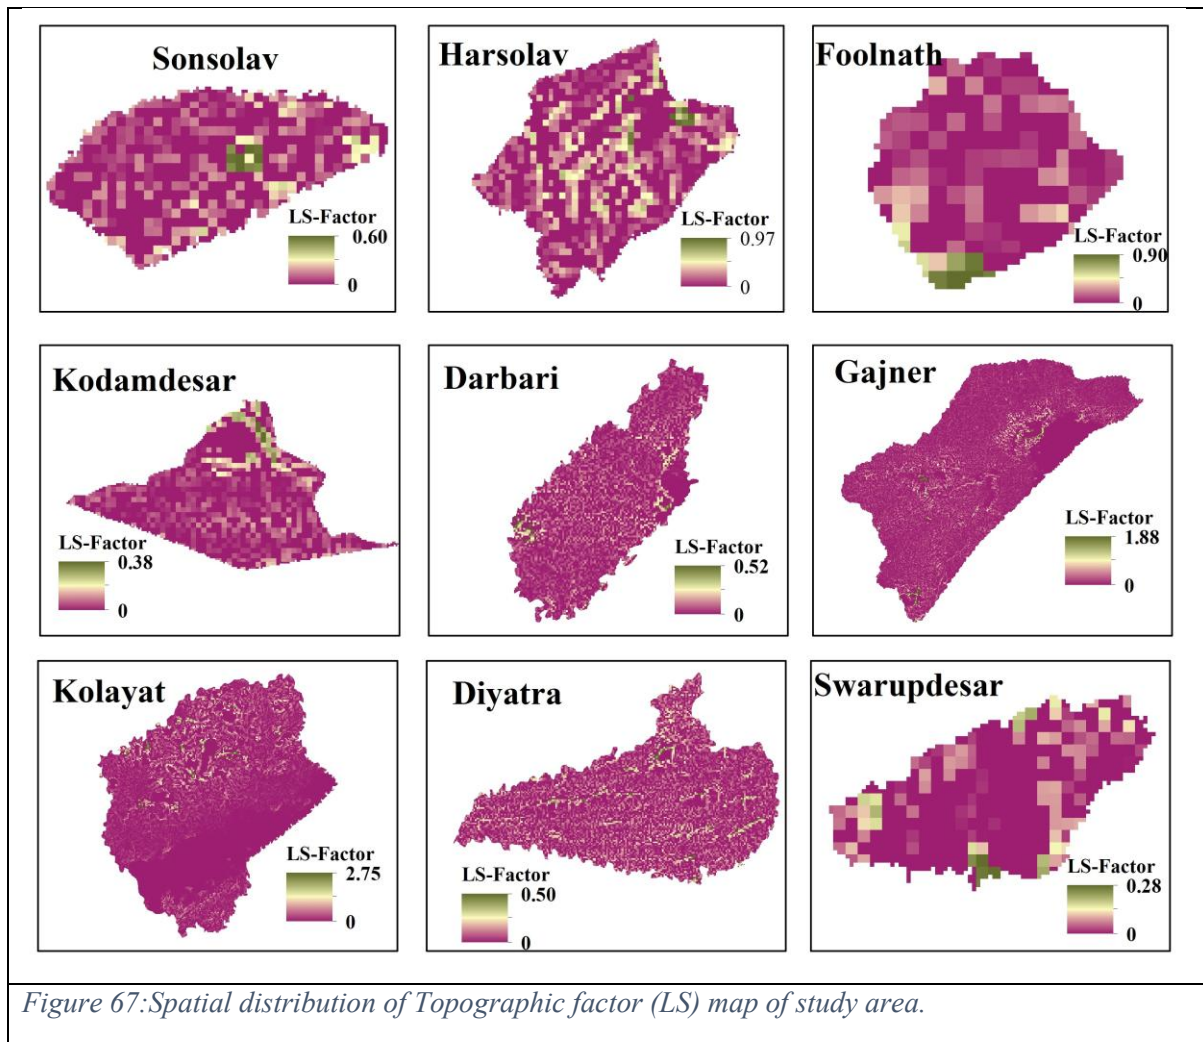 Sonsolav
LS-Factor
0.60
0
Harsolav
LS-Factor
0.97
0
Foolnath
LS-Factor
0.90
0
Kodamdesar
LS-Factor
0.38
0
Darbari
LS-Factor
0.52
0
Gajner
LS-Factor
1.88
0
Kolayat
LS-Factor
2.75
0
Diyatra
LS-Factor
0.50
0
Swarupdesar
LS-Factor
0.28
0
Figure 67:Spatial distribution of Topographic factor (LS) map of study area.